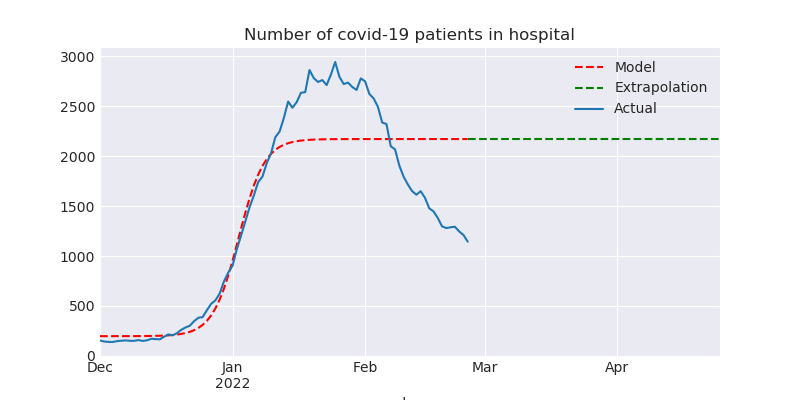 Number of covid-19 patients in hospital
3000
2500
2000
1500
1000
500
0
Model
Extrapolation
Actual
Dec
Jan
2022
Feb
Mar
Apr